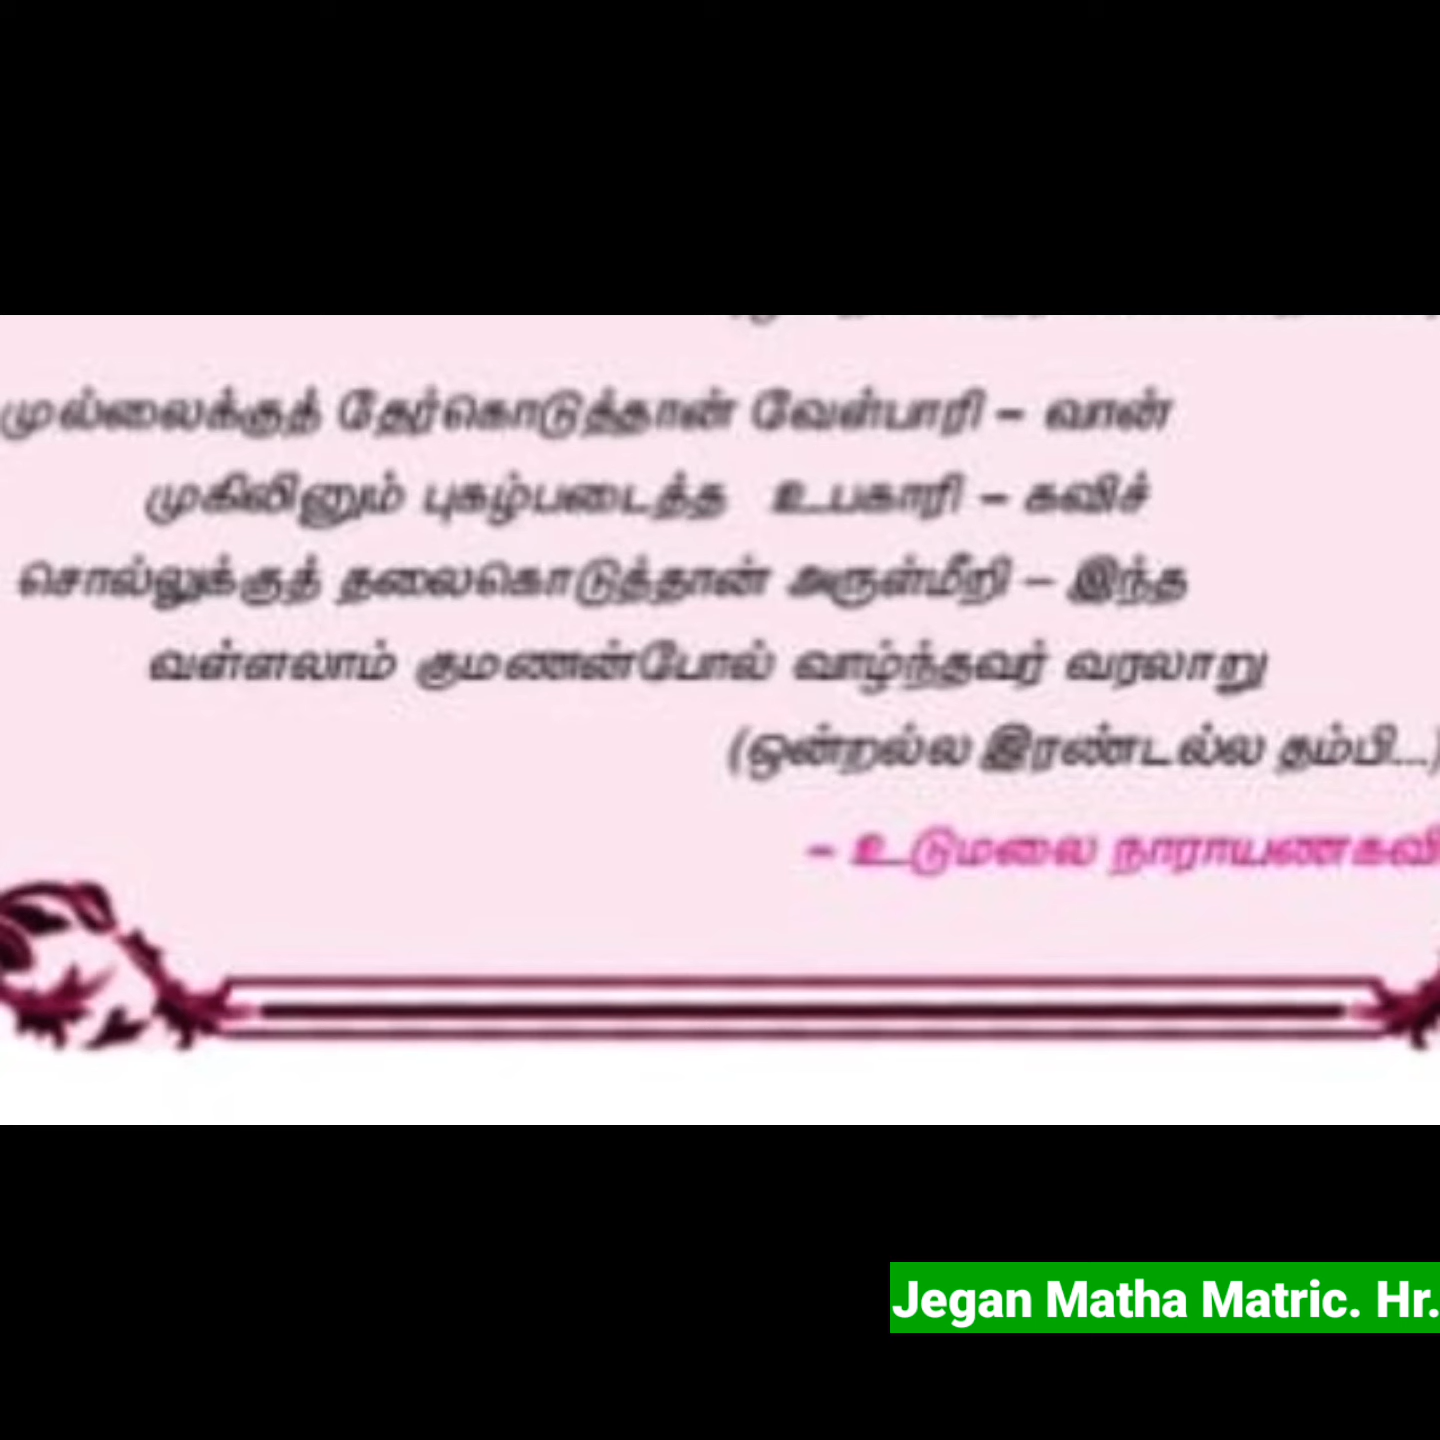 முல்லைக்குத் தேர்கொடுத்தான் வேள்பாரி – வான்
முகிலினும் புகழ்படைத்த உபகாரி – கவிச்
சொல்லுக்குத் தலைகொடுத்தான் அருள்மீறி – இந்த
வள்ளலாம் குமணன்போல் வாழ்ந்தவர் வரலாறு
(ஒன்றல்ல இரண்டல்ல தம்பி...)
– உடுமலை நாராயணகவி
Jegan Matha Matric. Hr.